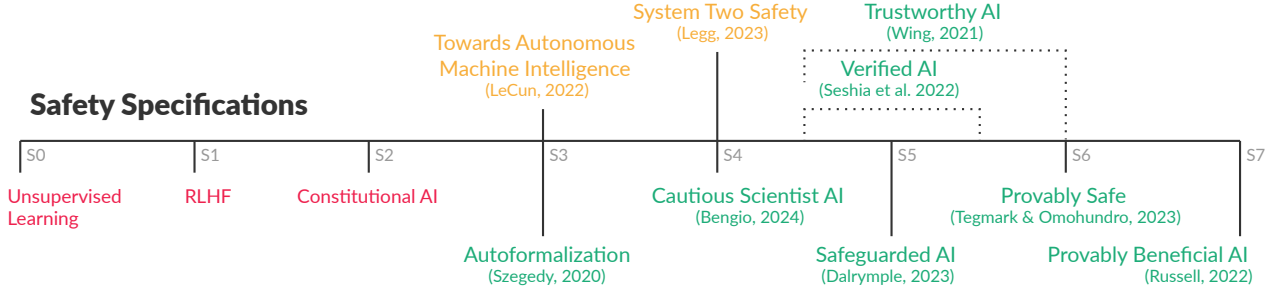 System Two Safety
(Legg, 2023)
Trustworthy AI
(Wing, 2021)
Towards Autonomous
Machine Intelligence
(LeCun, 2022)
Verified AI
(Seshia et al. 2022)
Safety Specifications
S0
S1
S2
S3
S4
S5
S6
S7
Unsupervised
Learning
RLHF
Constitutional AI
Cautious Scientist AI
(Bengio, 2024)
Provably Safe
(Tegmark & Omohundro, 2023)
Autoformalization
(Szegedy, 2020)
Safeguarded AI
(Dalrymple, 2023)
Provably Beneficial AI
(Russell, 2022)